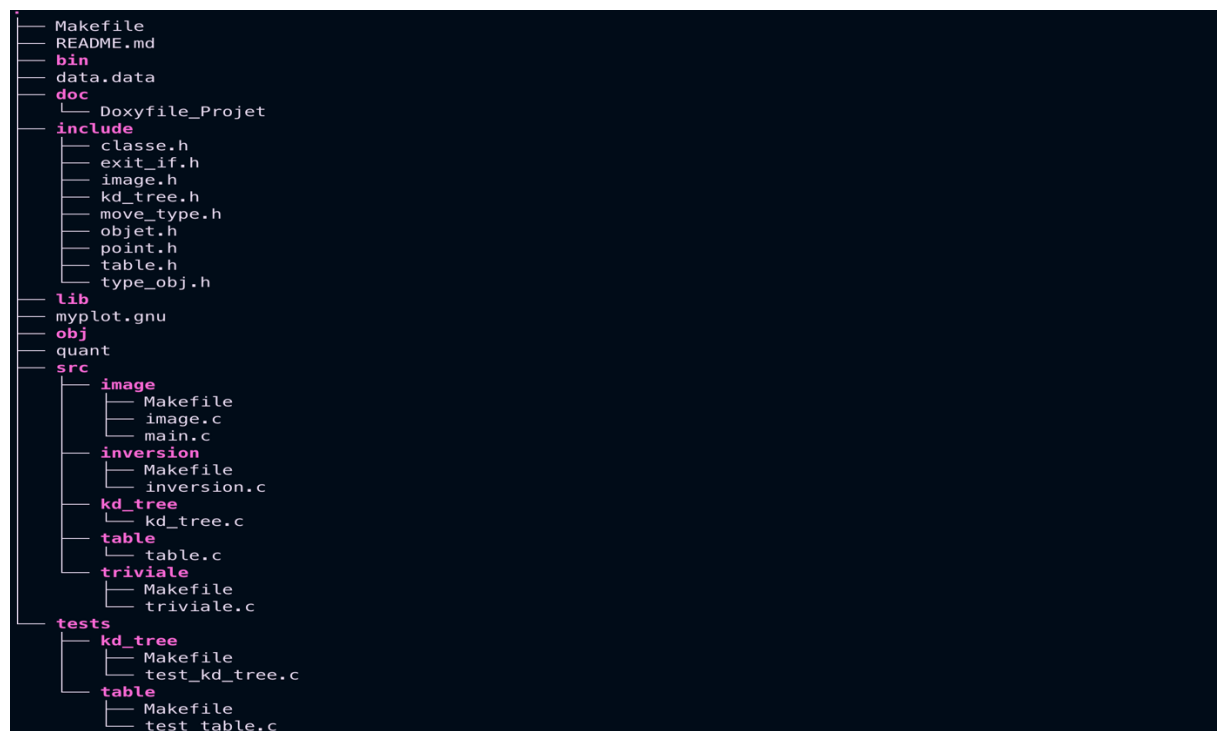 .
├── Makefile
├── README.md
├── bin
├── data.data
├── doc
│   └── Doxyfile_Projet
├── include
│   ├── classe.h
│   ├── exit_if.h
│   ├── image.h
│   ├── kd_tree.h
│   ├── move_type.h
│   ├── objet.h
│   ├── point.h
│   ├── table.h
│   └── type_obj.h
├── lib
├── myplot.gnu
├── obj
├── quant
├── src
│   ├── image
│   │   ├── Makefile
│   │   ├── image.c
│   │   └── main.c
│   ├── inversion
│   │   ├── Makefile
│   │   └── inversion.c
│   ├── kd_tree
│   │   └── kd_tree.c
│   ├── table
│   │   └── table.c
│   └── triviale
│       ├── Makefile
│       └── triviale.c
└── tests
    ├── kd_tree
    │   ├── Makefile
    │   └── test_kd_tree.c
    └── table
        ├── Makefile
        └── test_table.c